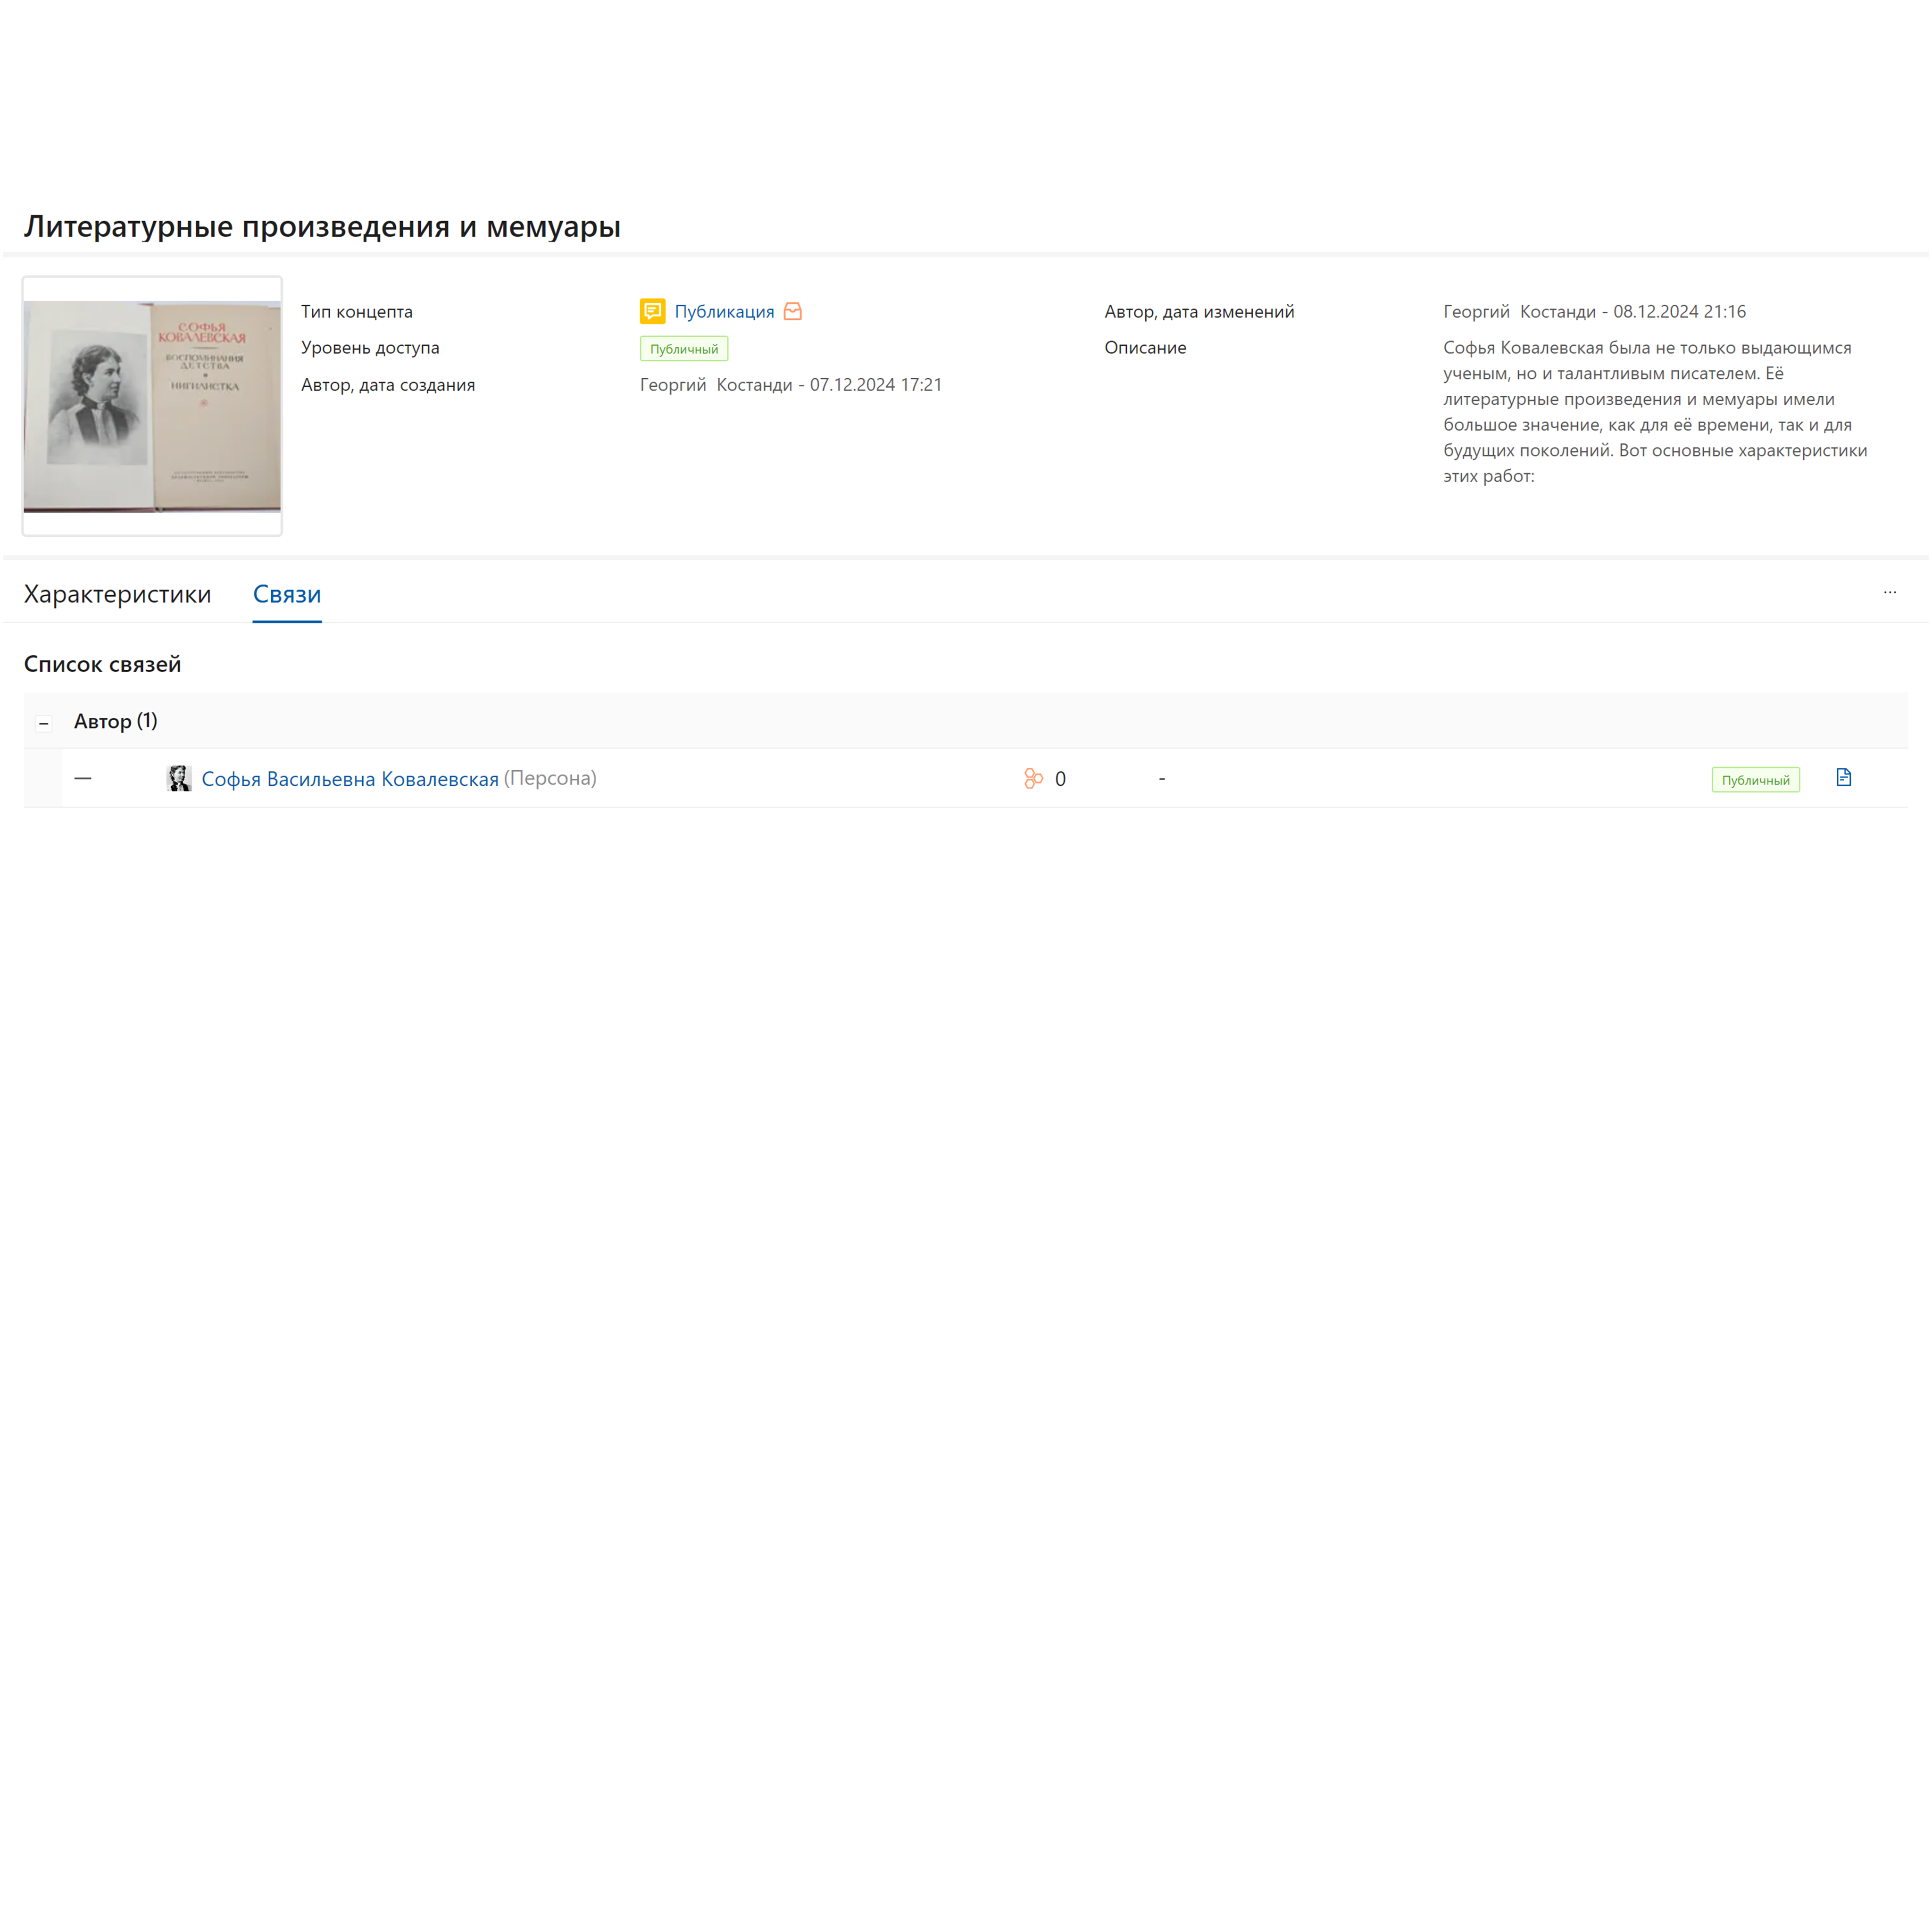 Литературные произведения и мемуары
СОФЬЯ
КОВАЛЕВСКАЯ
ВОСПОМИНАНИЯ
ДЕТСТВА
НИГИЛИСТКА
Тип концепта
Публикация
Уровень доступа
Публичный
Автор, дата создания
Георгий Костанди - 07.12.2024 17:21
Автор, дата изменений
Георгий Костанди - 08.12.2024 21:16
Описание
Софья Ковалевская была не только выдающимся
ученым, но и талантливым писателем. Её
литературные произведения и мемуары имели
большое значение, как для её времени, так и для
будущих поколений. Вот основные характеристики
этих работ:
Характеристики Связи ...
Список связей
Автор (1)
— Софья Васильевна Ковалевская (Персона) 0 - Публичный